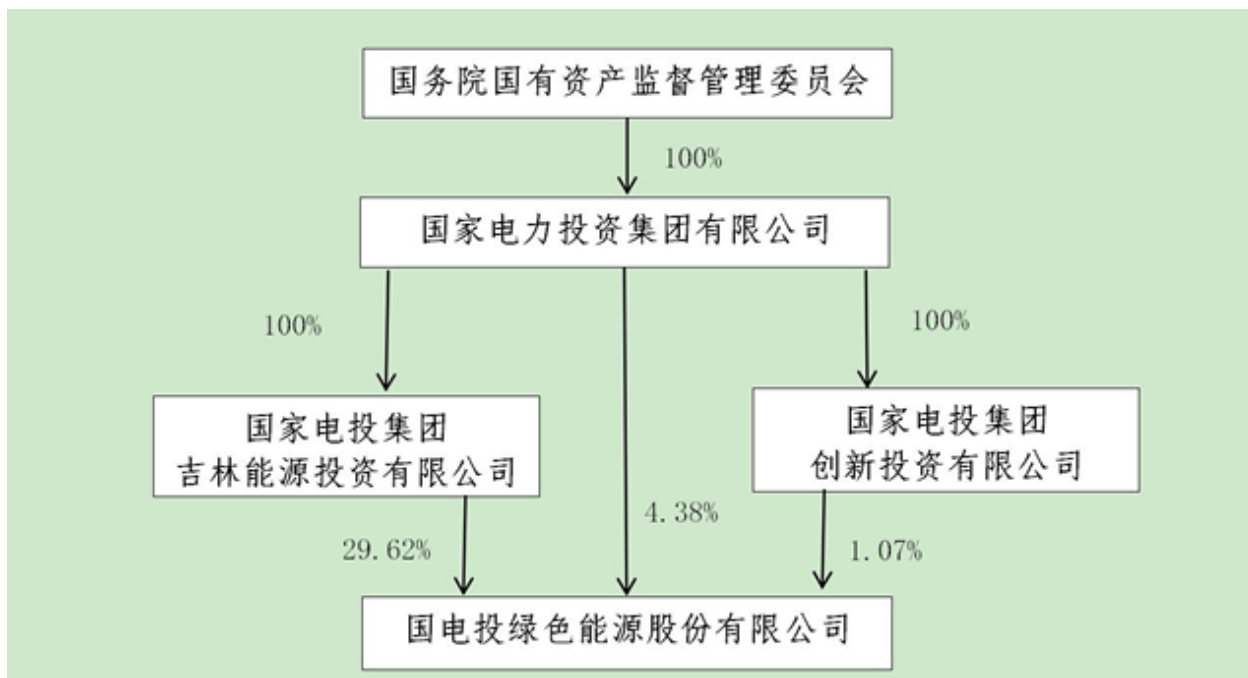 国务院国有资产监督管理委员会
100%
国家电力投资集团有限公司
100%
100%
国家电投集团
吉林能源投资有限公司
国家电投集团
创新投资有限公司
29.62%
4.38%
1.07%
国电投绿色能源股份有限公司